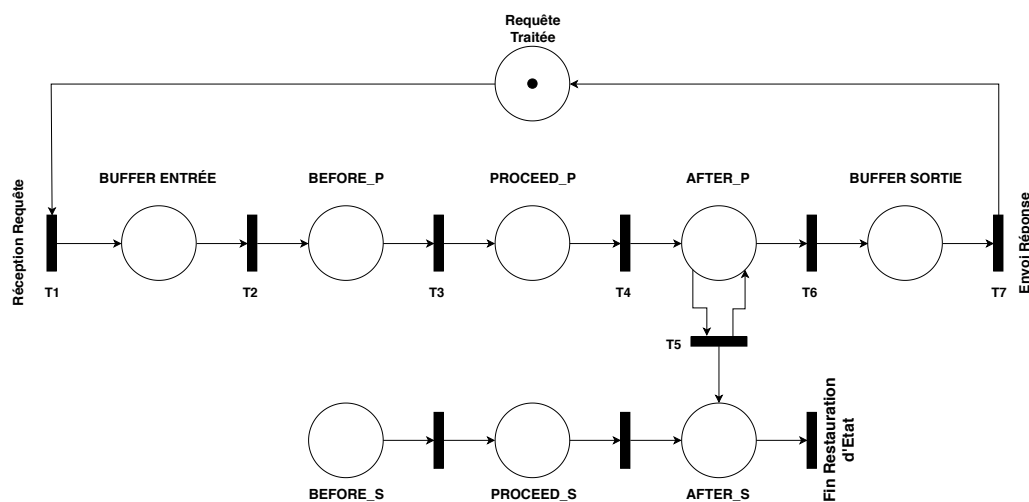 Requête
Traitée
BUFFER ENTRÉE
BEFORE_P
PROCEED_P
AFTER_P
BUFFER SORTIE
Réception Requête
Envoi Réponse
T1
T2
T3
T4
T6
T7
T5
Fin Restauration
d'Etat
BEFORE_S
PROCEED_S
AFTER_S